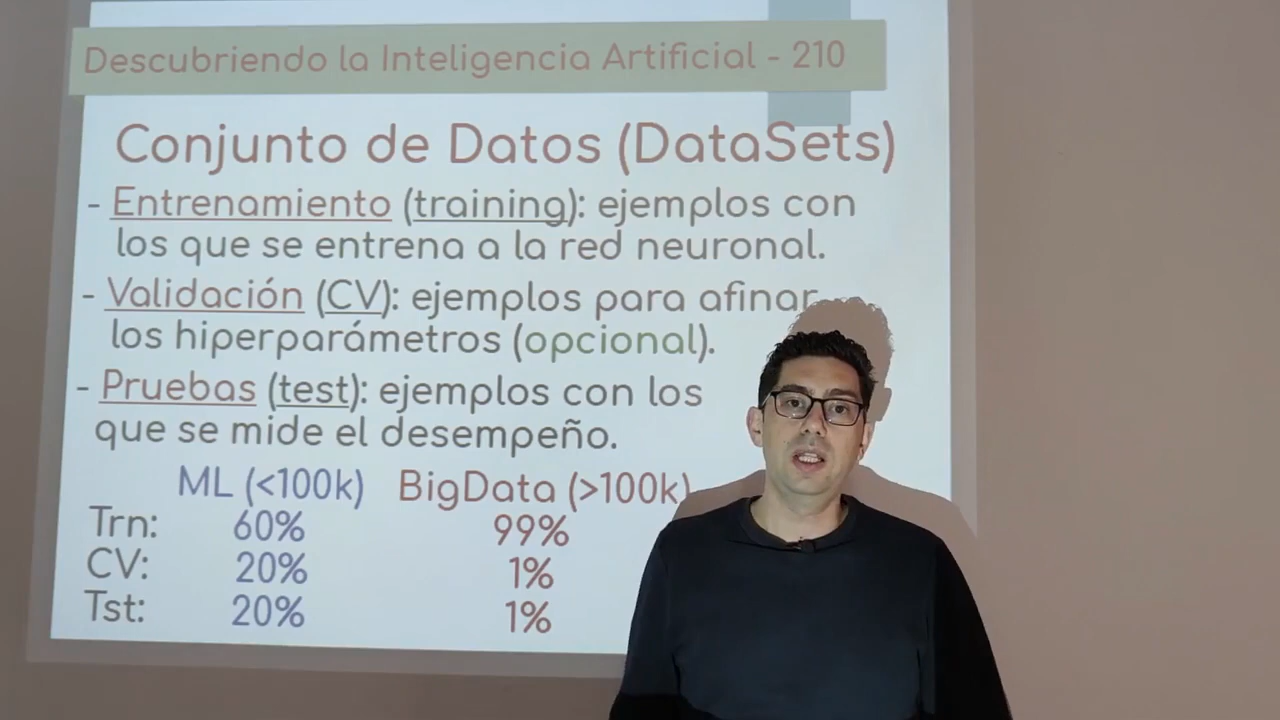 Descubriendo la Inteligencia Artificial - 210
Conjunto de Datos (DataSets)
- Entrenamiento (training): ejemplos con
los que se entrena a la red neuronal.
- Validación (CV): ejemplos para afinar
los hiperparámetros (opcional).
- Pruebas (test): ejemplos con los
que se mide el desempeño.
ML (<100k) BigData (>100k)
Trn: 60% 99%
CV: 20% 1%
Tst: 20% 1%